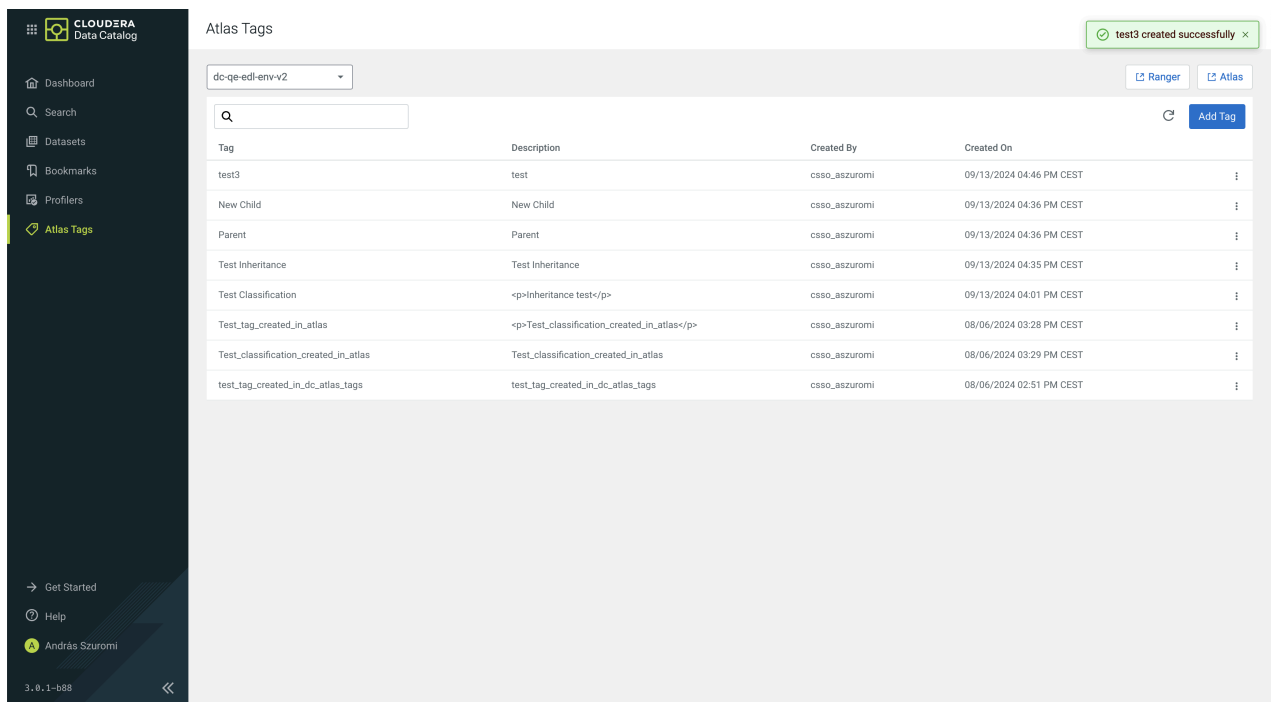 CLOUDERA
Data Catalog
Dashboard
Search
Datasets
Bookmarks
Profilers
Atlas Tags
Get Started
Help
A András Szuromi
3.0.1-b88
Atlas Tags
test3 created successfully
dc-qe-edl-env-v2
Ranger Atlas
Add Tag
Tag Description Created By Created On
test3 test csso_aszuromi 09/13/2024 04:46 PM CEST
New Child New Child csso_aszuromi 09/13/2024 04:36 PM CEST
Parent Parent csso_aszuromi 09/13/2024 04:36 PM CEST
Test Inheritance Test Inheritance csso_aszuromi 09/13/2024 04:35 PM CEST
Test Classification <p>Inheritance test</p> csso_aszuromi 09/13/2024 04:01 PM CEST
Test_tag_created_in_atlas <p>Test_classification_created_in_atlas</p> csso_aszuromi 08/06/2024 03:28 PM CEST
Test_classification_created_in_atlas Test_classification_created_in_atlas csso_aszuromi 08/06/2024 03:29 PM CEST
test_tag_created_in_dc_atlas_tags test_tag_created_in_dc_atlas_tags csso_aszuromi 08/06/2024 02:51 PM CEST